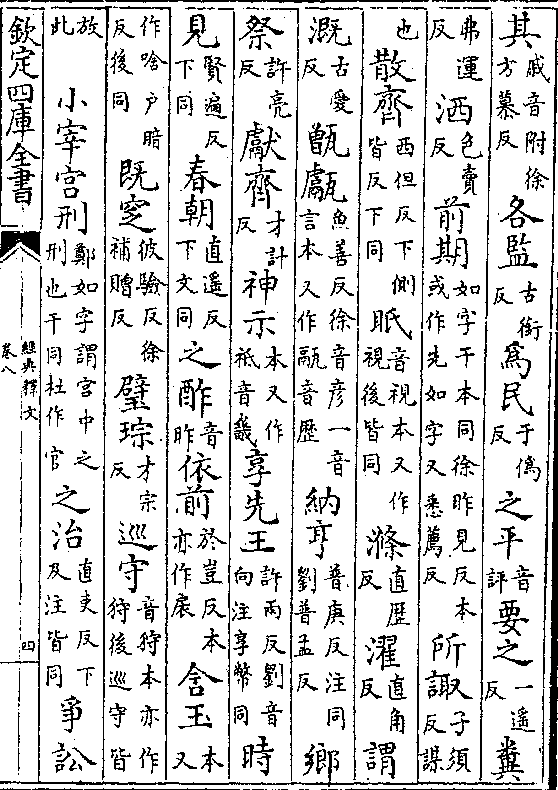 其戚音附徐方慕反各監古銜反為民于偽反之平音評要之一遥反糞
弗運反洒色賣反前期如字干本同徐昨見反本或作先如字又悉薦反所諏子須反謀
也散齊西但反下側皆反下同眡音視本又作視後皆同滌直歴反濯直角反謂
溉古愛反甑甗魚善反徐音彦一音言本又作㽁音歴納亨普庚反注同劉普孟反鄉
祭許亮反獻齊才計反神示本又作祇音畿享先王許兩反劉音向注享幣同時
見賢遍反下同春朝直遥反下文同之酢音昨依前於豈反本亦作扆含玉本又
作唅户暗反後同既窆彼驗反徐補贈反璧琮才宗反巡守音狩本亦作狩後巡守皆
放此小宰宮刑鄭如字謂宮中之刑也干同杜作官之治直吏反下及注皆同爭訟
欽定四庫全書
經典釋文
卷八
四